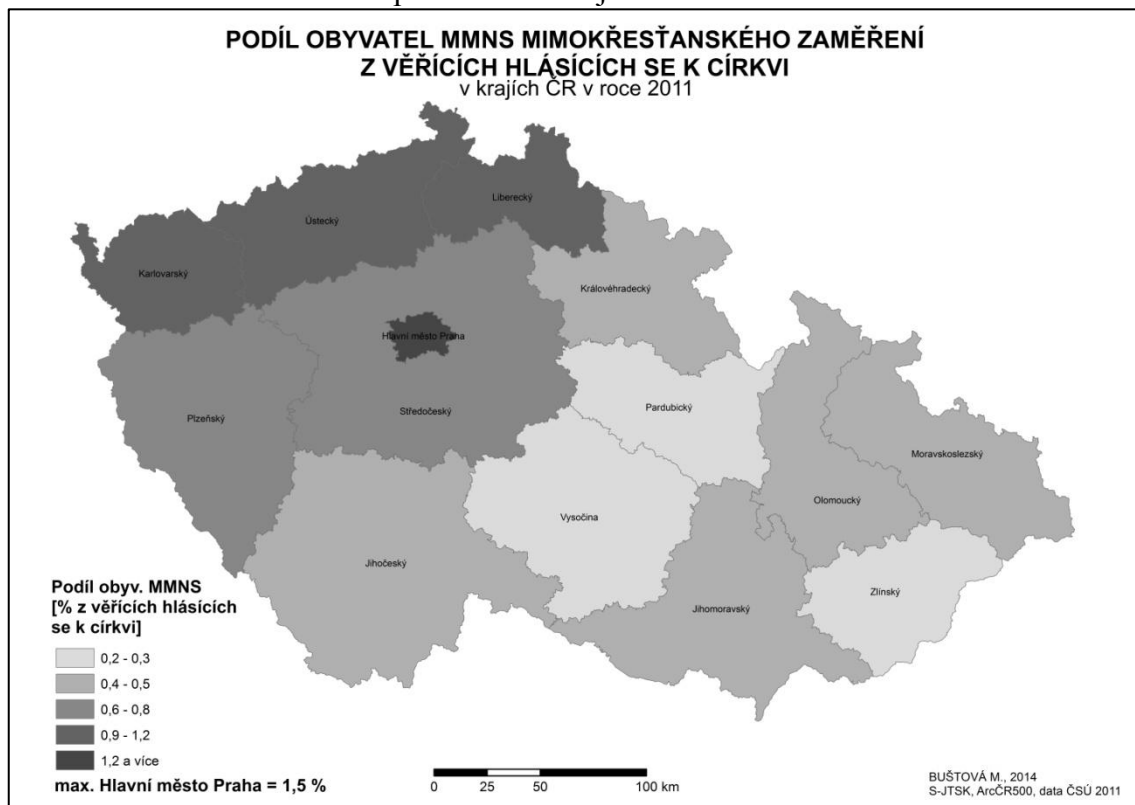 PODÍL OBYVATEL MMNS MIMOKŘESŤANSKÉHO ZAMĚŘENÍ
Z VĚŘÍCÍCH HLÁSÍCÍCH SE K CÍRKVI
v krajích ČR v roce 2011
Liberecký
Ústecký
Karlovarský
Královéhradecký
Hlavní město Praha
Pardubický
Středočeský
Plzeňský
Moravskoslezský
Olomoucký
Vysočina
Jihočeský
Zlínský
Jihomoravský
Podíl obyv. MMNS
[% z věřících hlásících
se k církvi]
0,2 - 0,3
0,4 - 0,5
0,6 - 0,8
0,9 - 1,2
1,2 a více
max. Hlavní město Praha = 1,5 %
0 25 50 100 km
BUŠTOVÁ M., 2014
S-JTSK, ArcČR500, data ČSÚ 2011